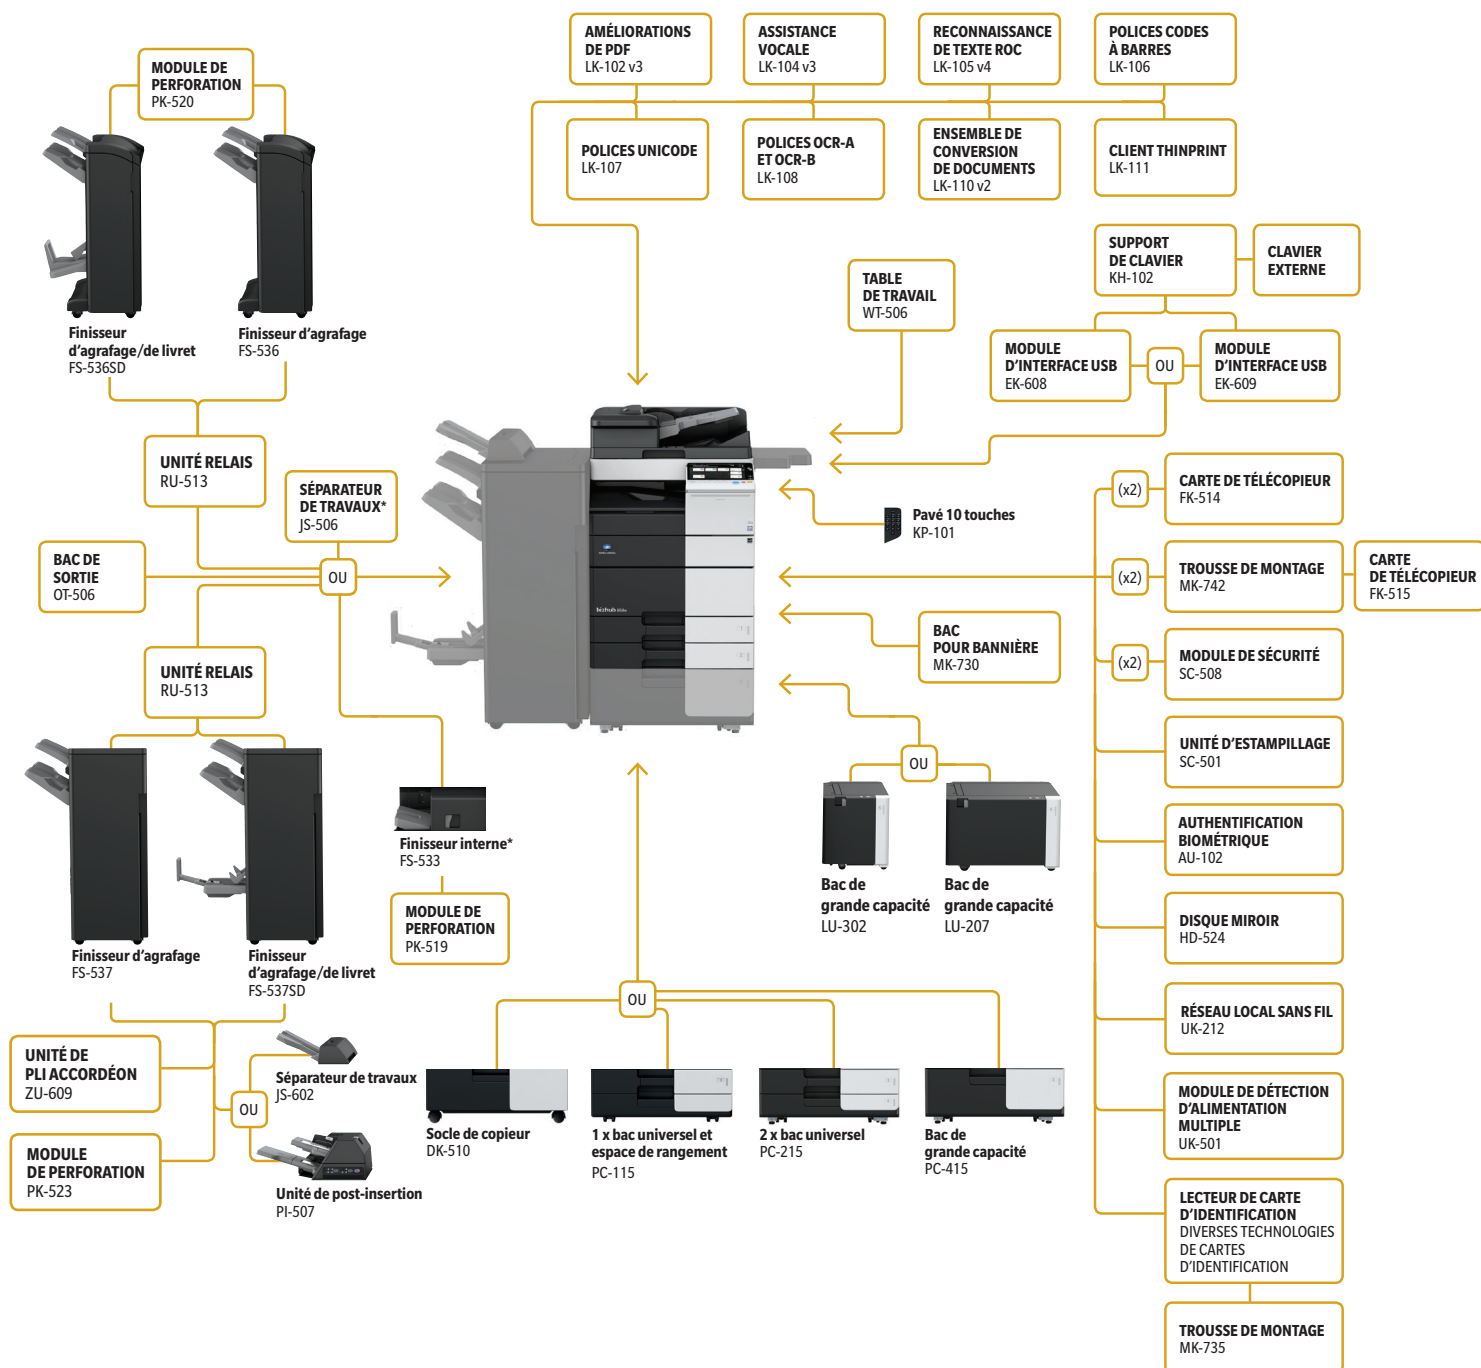 AMÉLIORATIONS
DE PDF
LK-102 v3
ASSISTANCE
VOCALE
LK-104 v3
RECONNAISSANCE
DE TEXTE ROC
LK-105 v4
POLICES CODES
À BARRES
LK-106
MODULE DE
PERFORATION
PK-520
POLICES UNICODE
LK-107
POLICES OCR-A
ET OCR-B
LK-108
ENSEMBLE DE
CONVERSION
DE DOCUMENTS
LK-110 v2
CLIENT THINPRINT
LK-111
SUPPORT
DE CLAVIER
KH-102
CLAVIER
EXTERNE
TABLE
DE TRAVAIL
WT-506
Finisseur
d'agrafage/de livret
FS-536SD
Finisseur d'agrafage
FS-536
MODULE
D'INTERFACE USB
EK-608
OU
MODULE
D'INTERFACE USB
EK-609
UNITÉ RELAIS
RU-513
SÉPARATEUR
DE TRAVAUX*
JS-506
(x2)
CARTE DE TÉLÉCOPIEUR
FK-514
Pavé 10 touches
KP-101
BAC DE
SORTIE
OT-506
OU
(x2)
TROUSSE DE MONTAGE
MK-742
CARTE
DE TÉLÉCOPIEUR
FK-515
bizhub
BAC
POUR BANNIÈRE
MK-730
(x2)
MODULE DE SÉCURITÉ
SC-508
UNITÉ RELAIS
RU-513
UNITÉ D'ESTAMPILLAGE
SC-501
OU
Finisseur interne*
FS-533
AUTHENTIFICATION
BIOMÉTRIQUE
AU-102
Bac de
grande capacité
LU-302
Bac de
grande capacité
LU-207
MODULE DE
PERFORATION
PK-519
DISQUE MIROIR
HD-524
Finisseur d'agrafage
FS-537
Finisseur
d'agrafage/de livret
FS-537SD
OU
RÉSEAU LOCAL SANS FIL
UK-212
UNITÉ DE
PLI ACCORDÉON
ZU-609
Séparateur de travaux
JS-602
OU
MODULE DE DÉTECTION
D'ALIMENTATION
MULTIPLE
UK-501
Socle de copieur
DK-510
1 x bac universel et
espace de rangement
PC-115
2 x bac universel
PC-215
Bac de
grande capacité
PC-415
MODULE
DE PERFORATION
PK-523
Unité de post-insertion
PI-507
LECTEUR DE CARTE
D'IDENTIFICATION
DIVERSES TECHNOLOGIES
DE CARTES
D'IDENTIFICATION
TROUSSE DE MONTAGE
MK-735